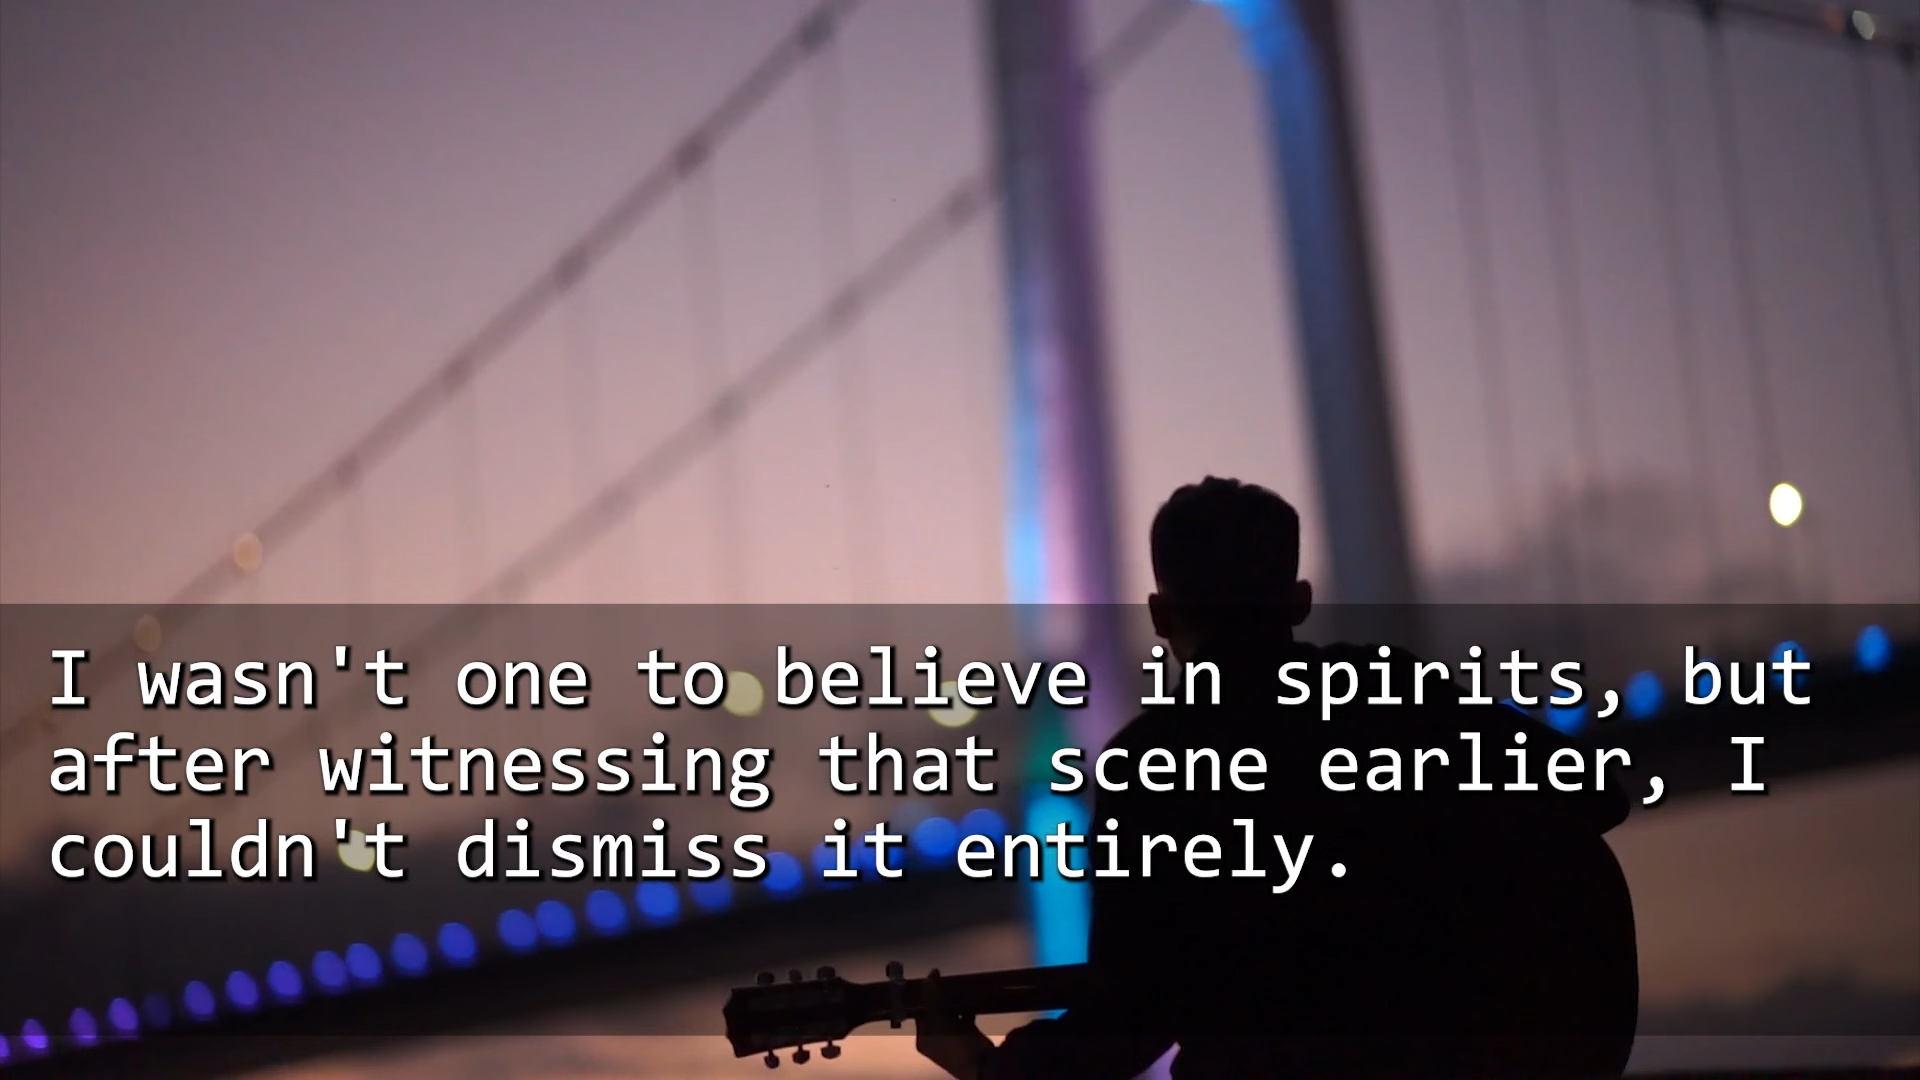 I wasn't one to believe in spirits, but
after witnessing that scene earlier, I
couldn't dismiss it entirely.